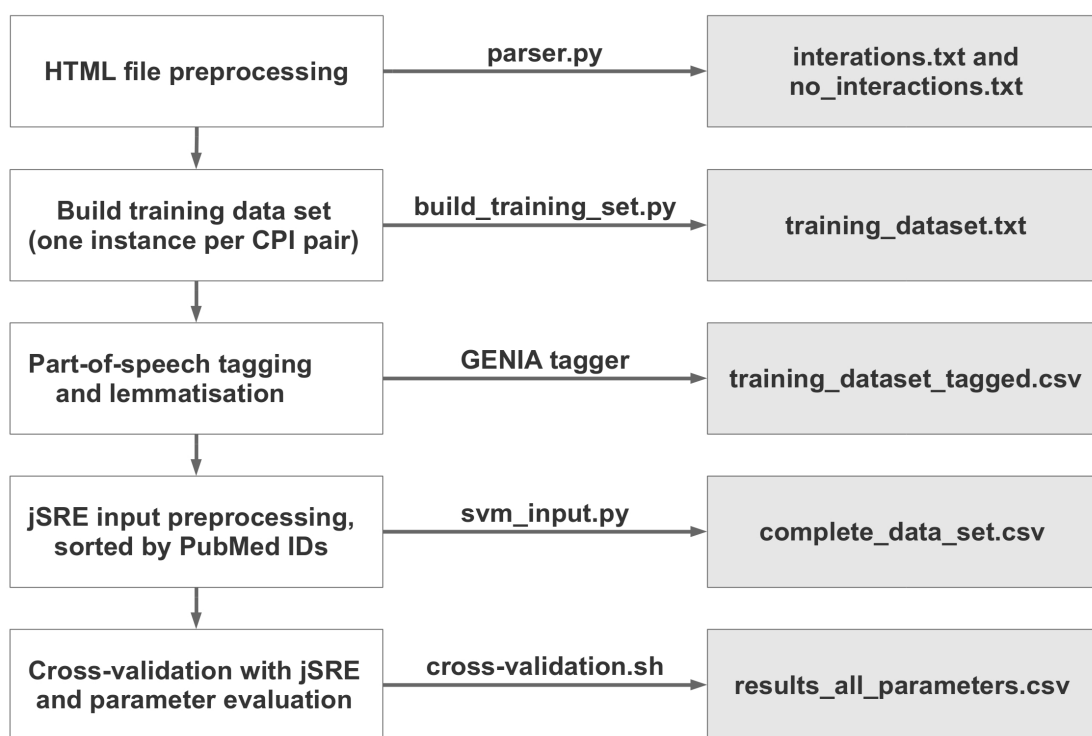 HTML file preprocessing
parser.py
interations.txt and
no_interactions.txt
Build training data set
(one instance per CPI pair)
build_training_set.py
training_dataset.txt
Part-of-speech tagging
and lemmatisation
GENIA tagger
training_dataset_tagged.csv
jSRE input preprocessing,
sorted by PubMed IDs
svm_input.py
complete_data_set.csv
Cross-validation with jSRE
and parameter evaluation
cross-validation.sh
results_all_parameters.csv